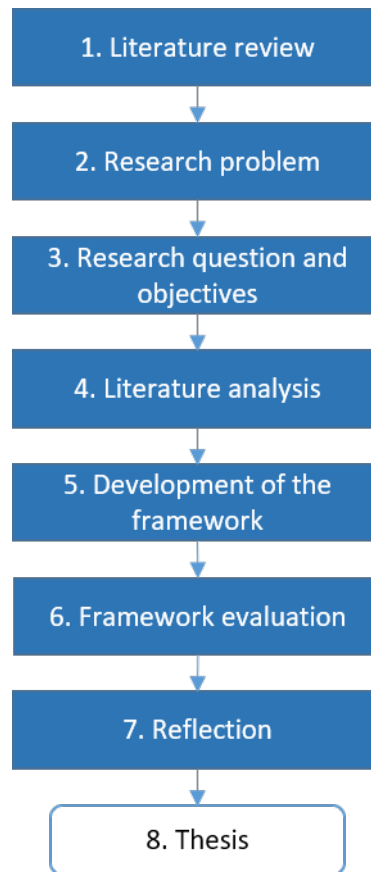 1. Literature review
2. Research problem
3. Research question and
objectives
4. Literature analysis
5. Development of the
framework
6. Framework evaluation
7. Reflection
8. Thesis